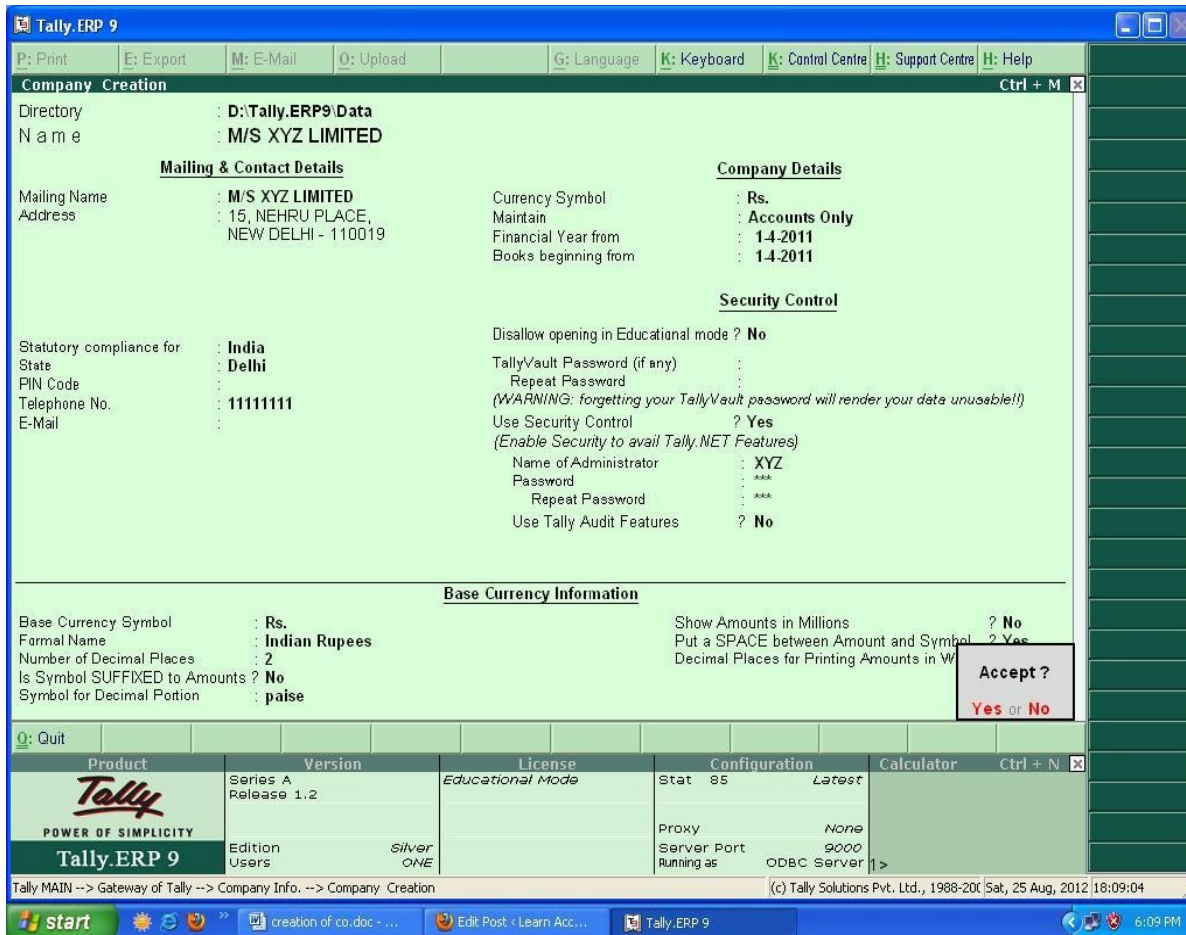 Tally.ERP 9
P: Print E: Export M: E-Mail O: Upload G: Language K: Keyboard K: Control Centre H: Support Centre H: Help
Company Creation Ctrl + M
Directory : D:\Tally.ERP9\Data
Name : M/S XYZ LIMITED
Mailing & Contact Details
Company Details
Mailing Name : M/S XYZ LIMITED
Address : 15, NEHRU PLACE,
NEW DELHI - 110019
Currency Symbol : Rs.
Maintain : Accounts Only
Financial Year from : 1-4-2011
Books beginning from : 1-4-2011
Security Control
Disallow opening in Educational mode ? No
Statutory compliance for : India
State : Delhi
PIN Code :
Telephone No. : 11111111
E-Mail :
TallyVault Password (if any) :
Repeat Password :
(WARNING: forgetting your TallyVault password will render your data unusable!!)
Use Security Control ? Yes
(Enable Security to avail Tally.NET Features)
Name of Administrator : XYZ
Password : ***
Repeat Password : ***
Use Tally Audit Features ? No
Base Currency Information
Base Currency Symbol : Rs.
Formal Name : Indian Rupees
Number of Decimal Places : 2
Is Symbol SUFFIXED to Amounts ? No
Symbol for Decimal Portion : paise
Show Amounts in Millions ? No
Put a SPACE between Amount and Symbol ? Yes
Decimal Places for Printing Amounts in W
Accept ?
Yes or No
Q: Quit
Product Version License Configuration Calculator Ctrl + N
Tally
POWER OF SIMPLICITY
Tally.ERP 9
Series A
Release 1.2
Edition Silver
Users ONE
Educational Mode
Stat 85 Latest
Proxy None
Server Port 9000
Running as ODBC Server
1>
Tally MAIN --> Gateway of Tally --> Company Info. --> Company Creation (c) Tally Solutions Pvt. Ltd., 1988-200 Sat, 25 Aug, 2012 18:09:04
start » creation of co.doc - ... Edit Post ‹ Learn Acc... Tally.ERP 9 6:09 PM